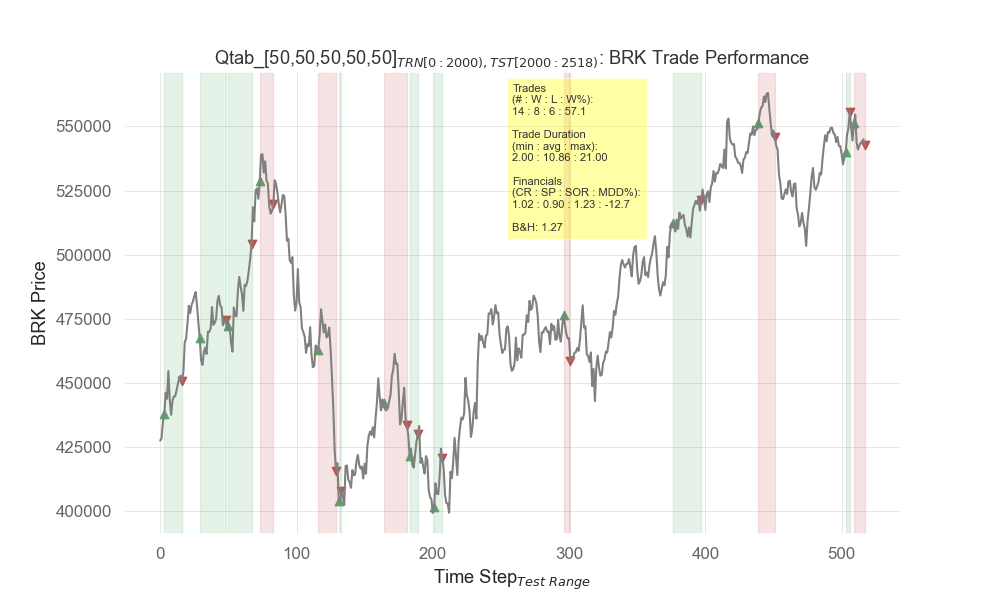 Qtab_[50,50,50,50,50]TRN[0 : 2000), TST[2000 : 2518): BRK Trade Performance
Trades
(# : W : L : W%):
14 : 8 : 6 : 57.1
Trade Duration
(min : avg : max):
2.00 : 10.86 : 21.00
Financials
(CR : SP : SOR : MDD%):
1.02 : 0.90 : 1.23 : -12.7
B&H: 1.27
BRK Price
550000
525000
500000
475000
450000
425000
400000
0 100 200 300 400 500
Time StepTest Range